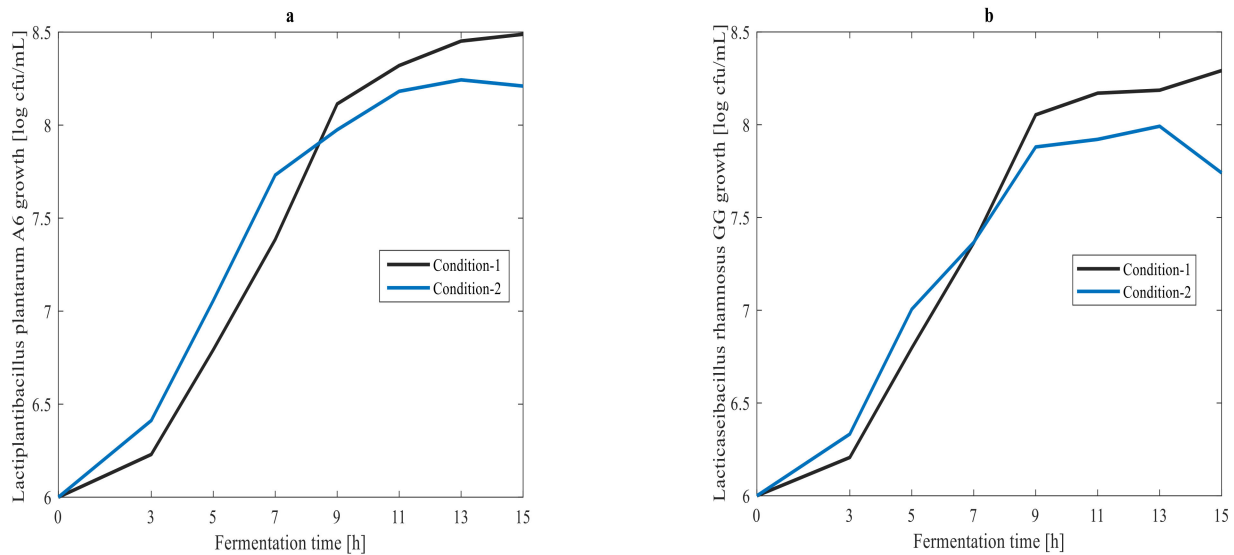 a
Lactiplantibacillus plantarum A6 growth [log cfu/mL]
8.5
8
7.5
7
6.5
6
0 3 5 7 9 11 13 15
Fermentation time [h]
Condition-1
Condition-2
b
Lacticaseibacillus rhamnosus GG growth [log cfu/mL]
8.5
8
7.5
7
6.5
6
0 3 5 7 9 11 13 15
Fermentation time [h]
Condition-1
Condition-2